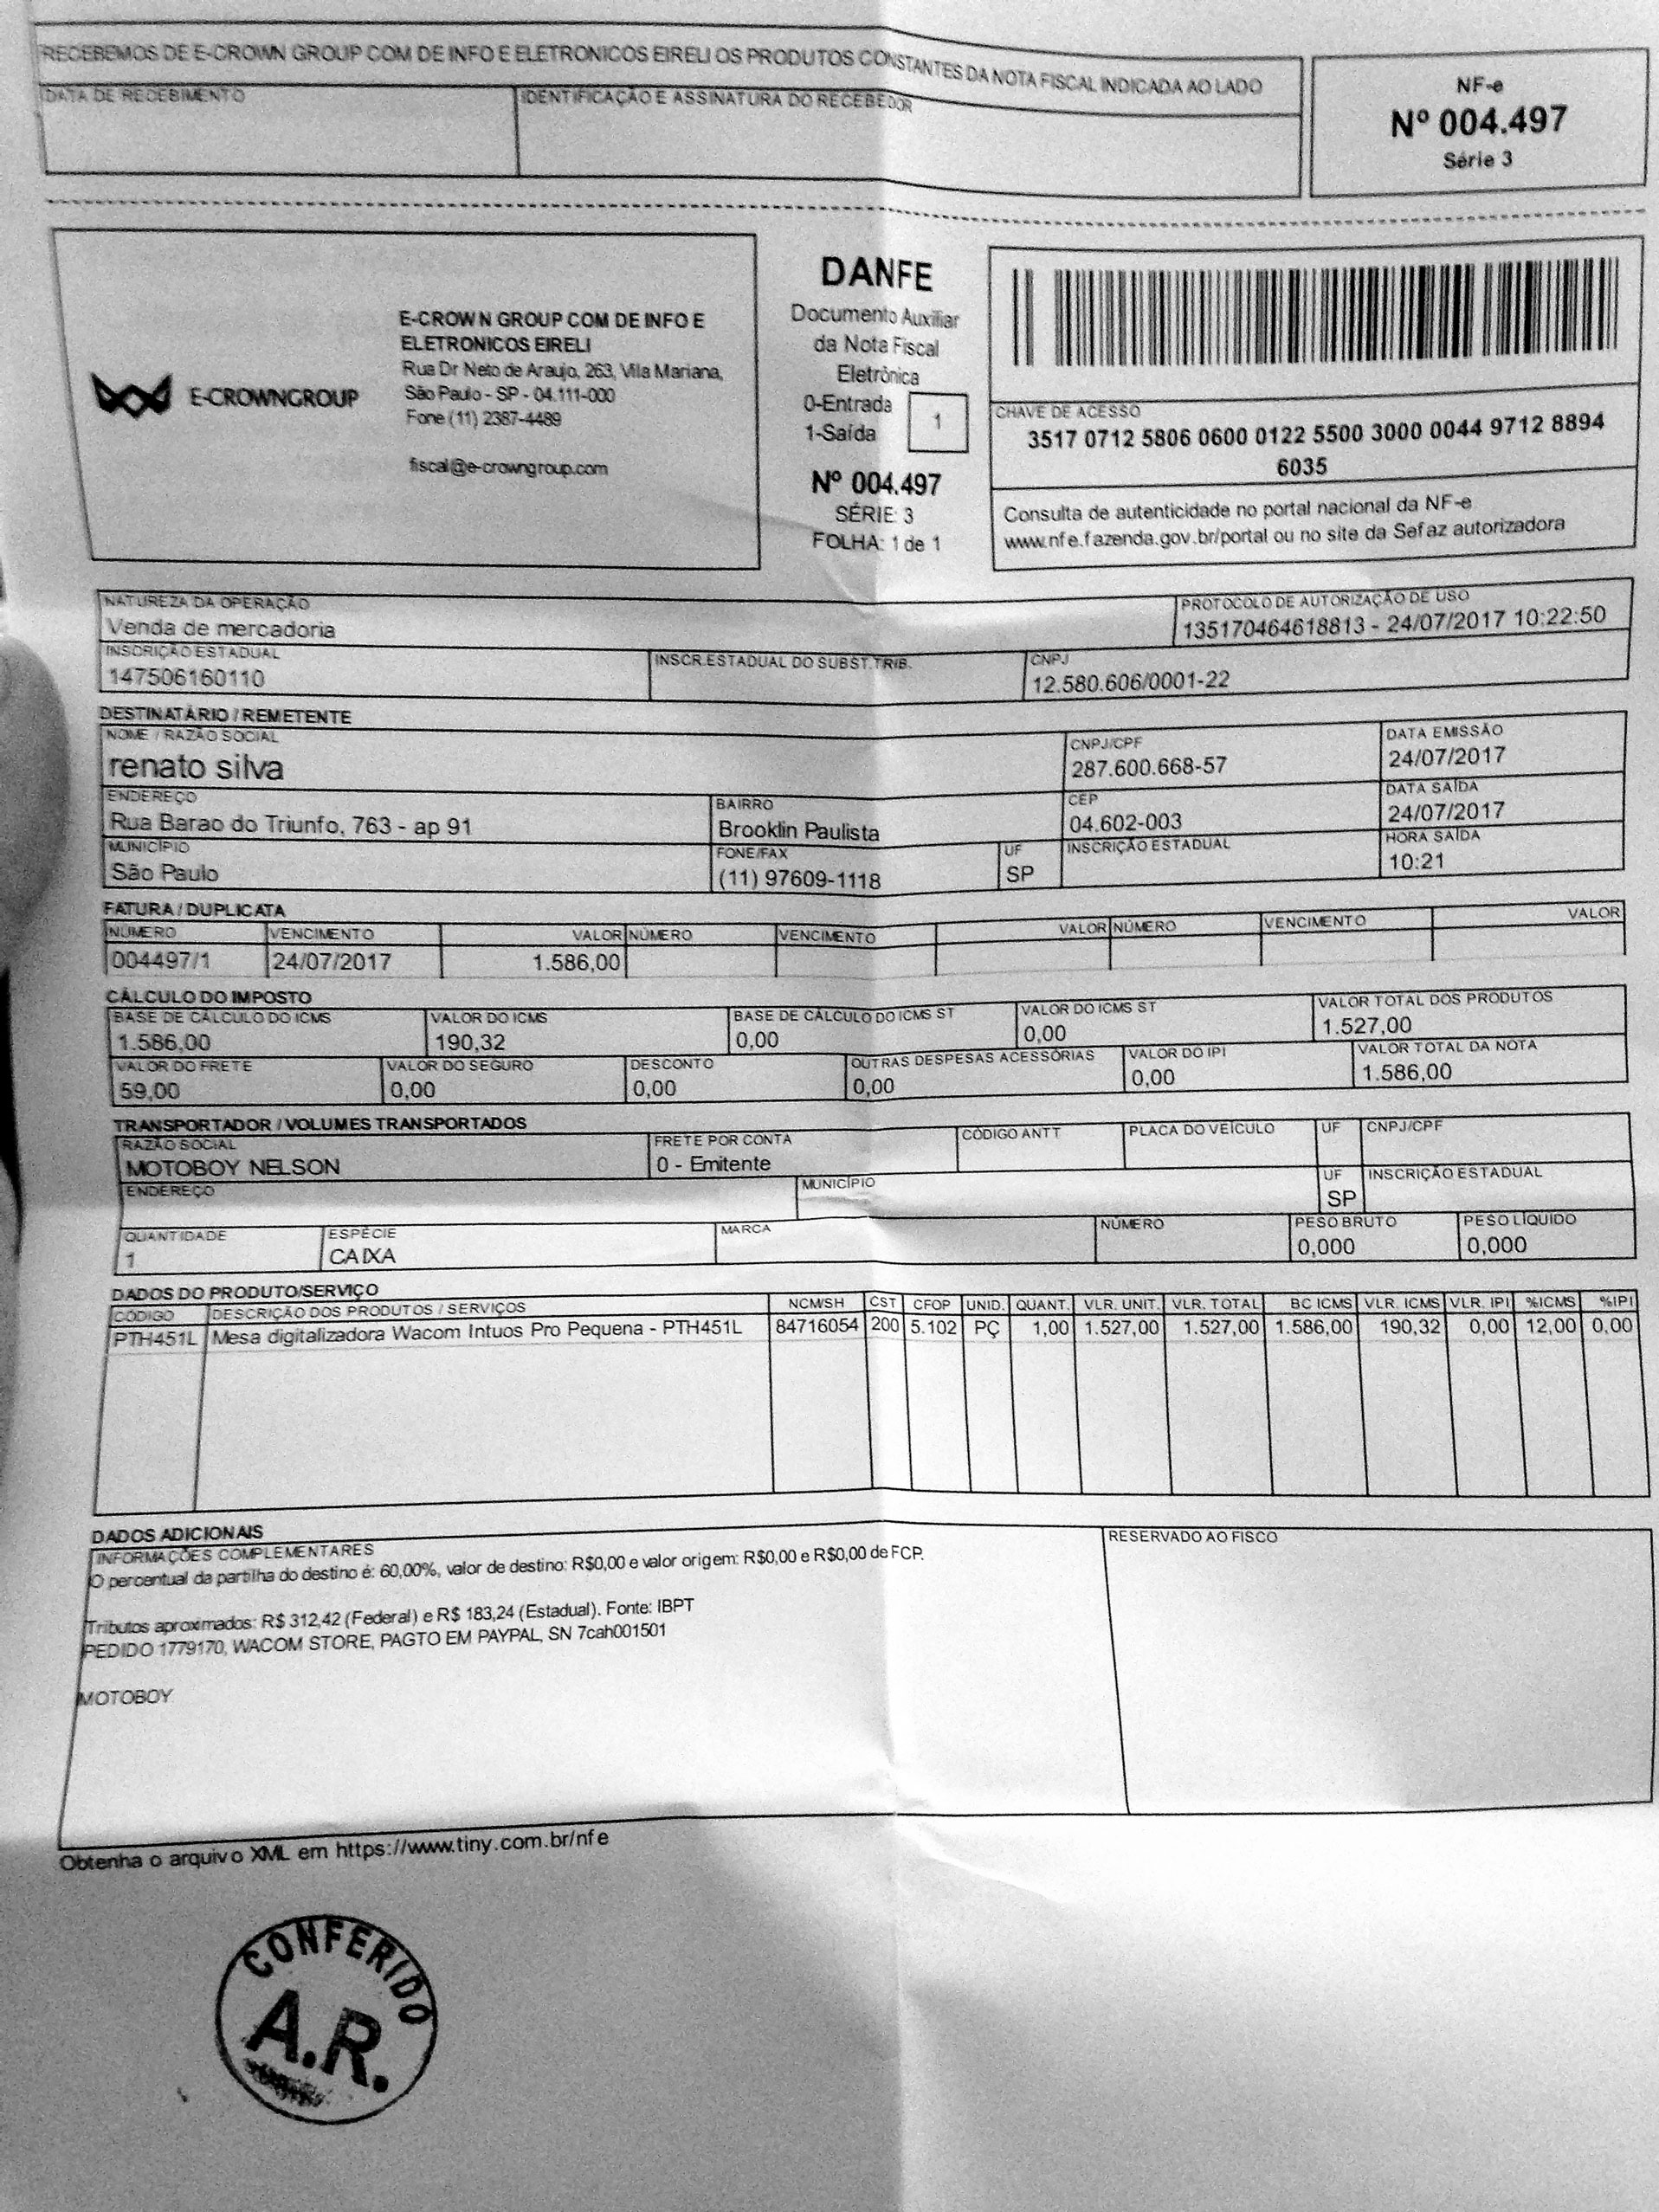 RECEBEMOS DE E-CROWN GROUP COM DE INFO E ELETRONICOS EIRELI OS PRODUTOS CONSTANTES DA NOTA FISCAL INDICADA AO LADO
DATA DE RECEBIMENTO
IDENTIFICAÇÃO E ASSINATURA DO RECEBEDOR
NF-e
Nº 004.497
Série 3
E-CROWNGROUP
E-CROWN GROUP COM DE INFO E
ELETRONICOS EIRELI
Rua Dr Neto de Araujo, 263, Vila Mariana,
São Paulo - SP - 04.111-000
Fone (11) 2387-4489
fiscal@e-crowngroup.com
DANFE
Documento Auxiliar
da Nota Fiscal
Eletrônica
0-Entrada
1-Saída
1
Nº 004.497
SÉRIE: 3
FOLHA: 1 de 1
CHAVE DE ACESSO
3517 0712 5806 0600 0122 5500 3000 0044 9712 8894
6035
Consulta de autenticidade no portal nacional da NF-e
www.nfe.fazenda.gov.br/portal ou no site da Sefaz autorizadora
NATUREZA DA OPERAÇÃO
Venda de mercadoria
PROTOCOLO DE AUTORIZAÇÃO DE USO
135170464618813 - 24/07/2017 10:22:50
INSCRIÇÃO ESTADUAL
147506160110
INSCR.ESTADUAL DO SUBST.TRIB.
CNPJ
12.580.606/0001-22
DESTINATÁRIO / REMETENTE
NOME / RAZÃO SOCIAL
renato silva
CNPJ/CPF
287.600.668-57
DATA EMISSÃO
24/07/2017
ENDEREÇO
Rua Barao do Triunfo, 763 - ap 91
BAIRRO
Brooklin Paulista
CEP
04.602-003
DATA SAÍDA
24/07/2017
MUNICÍPIO
São Paulo
FONE/FAX
(11) 97609-1118
UF
SP
INSCRIÇÃO ESTADUAL
HORA SAÍDA
10:21
FATURA / DUPLICATA
NÚMERO VENCIMENTO VALOR NÚMERO VENCIMENTO VALOR NÚMERO VENCIMENTO VALOR
004497/1 24/07/2017 1.586,00
CÁLCULO DO IMPOSTO
BASE DE CÁLCULO DO ICMS
1.586,00
VALOR DO ICMS
190,32
BASE DE CÁLCULO DO ICMS ST
0,00
VALOR DO ICMS ST
0,00
VALOR TOTAL DOS PRODUTOS
1.527,00
VALOR DO FRETE
59,00
VALOR DO SEGURO
0,00
DESCONTO
0,00
OUTRAS DESPESAS ACESSÓRIAS
0,00
VALOR DO IPI
0,00
VALOR TOTAL DA NOTA
1.586,00
TRANSPORTADOR / VOLUMES TRANSPORTADOS
RAZÃO SOCIAL
MOTOBOY NELSON
FRETE POR CONTA
0 - Emitente
CÓDIGO ANTT
PLACA DO VEÍCULO
UF
CNPJ/CPF
ENDEREÇO
MUNICÍPIO
UF
SP
INSCRIÇÃO ESTADUAL
QUANTIDADE
1
ESPÉCIE
CAIXA
MARCA
NÚMERO
PESO BRUTO
0,000
PESO LÍQUIDO
0,000
DADOS DO PRODUTO/SERVIÇO
CÓDIGO DESCRIÇÃO DOS PRODUTOS / SERVIÇOS NCM/SH CST CFOP UNID. QUANT. VLR. UNIT. VLR. TOTAL BC ICMS VLR. ICMS VLR. IPI %ICMS %IPI
PTH451L Mesa digitalizadora Wacom Intuos Pro Pequena - PTH451L 84716054 200 5.102 PÇ 1,00 1.527,00 1.527,00 1.586,00 190,32 0,00 12,00 0,00
DADOS ADICIONAIS
INFORMAÇÕES COMPLEMENTARES
RESERVADO AO FISCO
O percentual da partilha do destino é: 60,00%, valor de destino: R$0,00 e valor origem: R$0,00 e R$0,00 de FCP.
Tributos aproximados: R$ 312,42 (Federal) e R$ 183,24 (Estadual). Fonte: IBPT
PEDIDO 1779170, WACOM STORE, PAGTO EM PAYPAL, SN 7cah001501
MOTOBOY
Obtenha o arquivo XML em https://www.tiny.com.br/nfe
CONFERIDO
A.R.